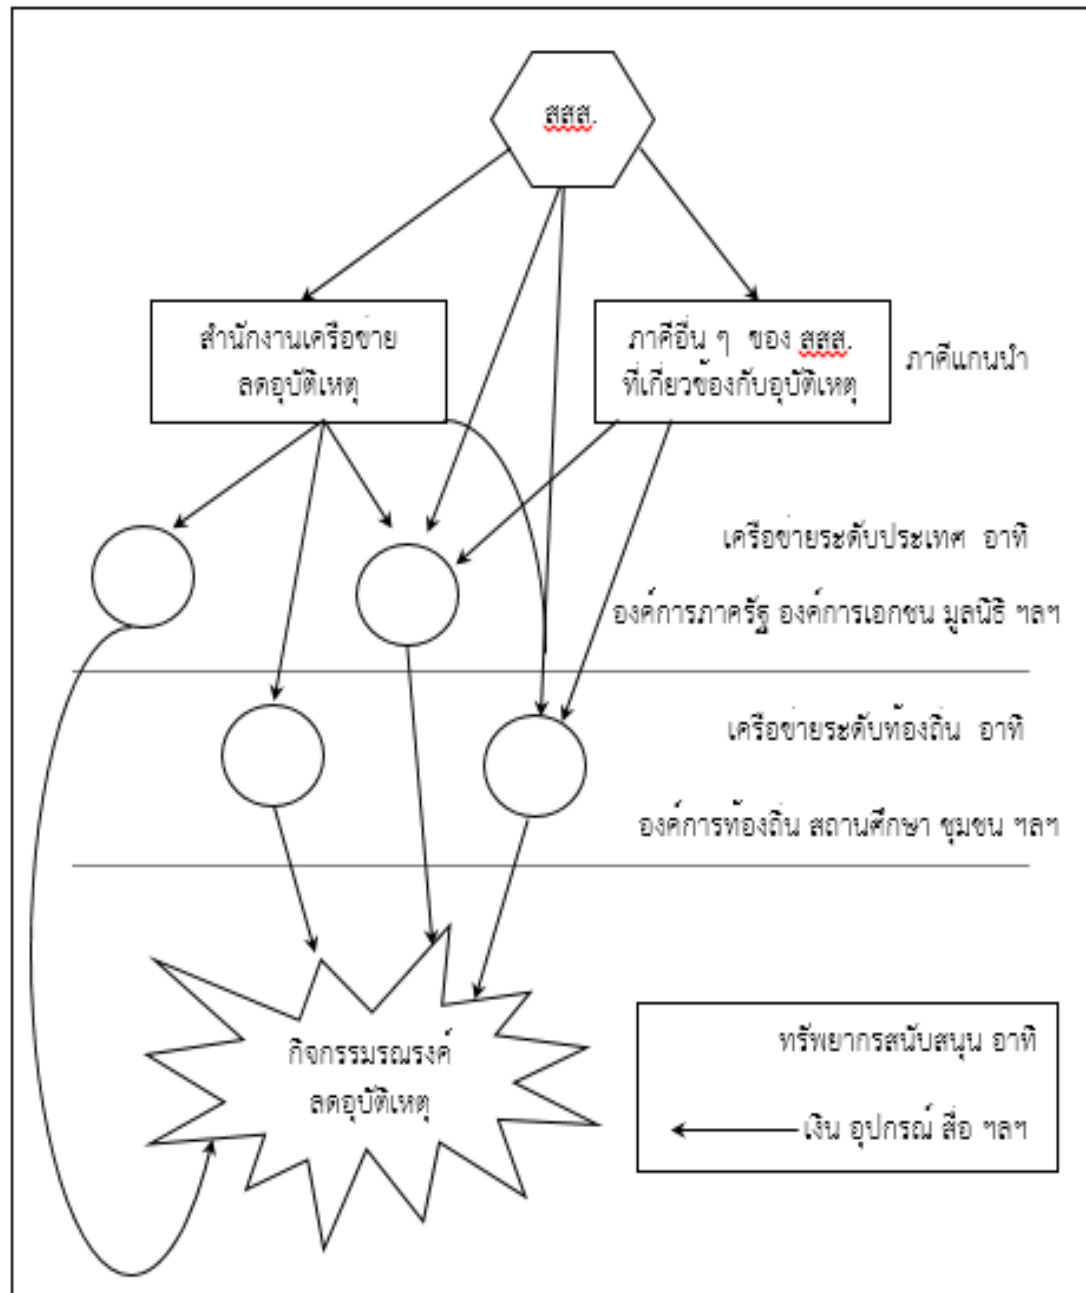 สสส.
สำนักงานเครือข่าย
ลดอุบัติเหตุ
ภาคีอื่น ๆ ของ สสส.
ที่เกี่ยวข้องกับอุบัติเหตุ
ภาคีแกนนำ
เครือข่ายระดับประเทศ อาทิ
องค์การภาครัฐ องค์การเอกชน มูลนิธิ ฯลฯ
เครือข่ายระดับท้องถิ่น อาทิ
องค์การท้องถิ่น สถานศึกษา ชุมชน ฯลฯ
กิจกรรมรณรงค์
ลดอุบัติเหตุ
ทรัพยากรสนับสนุน อาทิ
เงิน อุปกรณ์ สื่อ ฯลฯ